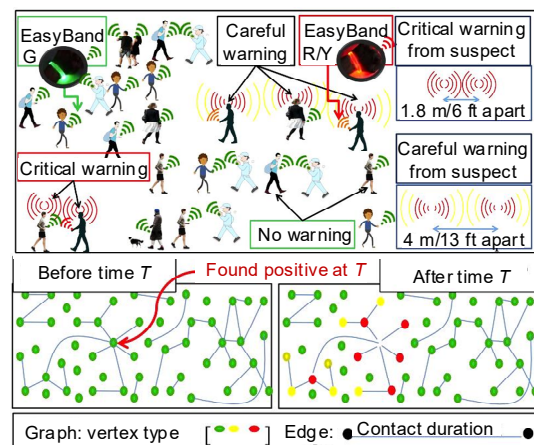 EasyBand
G
Careful
warning
EasyBand
R/Y
Critical warning
from suspect
1.8 m/6 ft apart
Critical warning
Careful warning
from suspect
No warning
4 m/13 ft apart
Before time T
Found positive at T
After time T
Graph: vertex type [ ] Edge: Contact duration